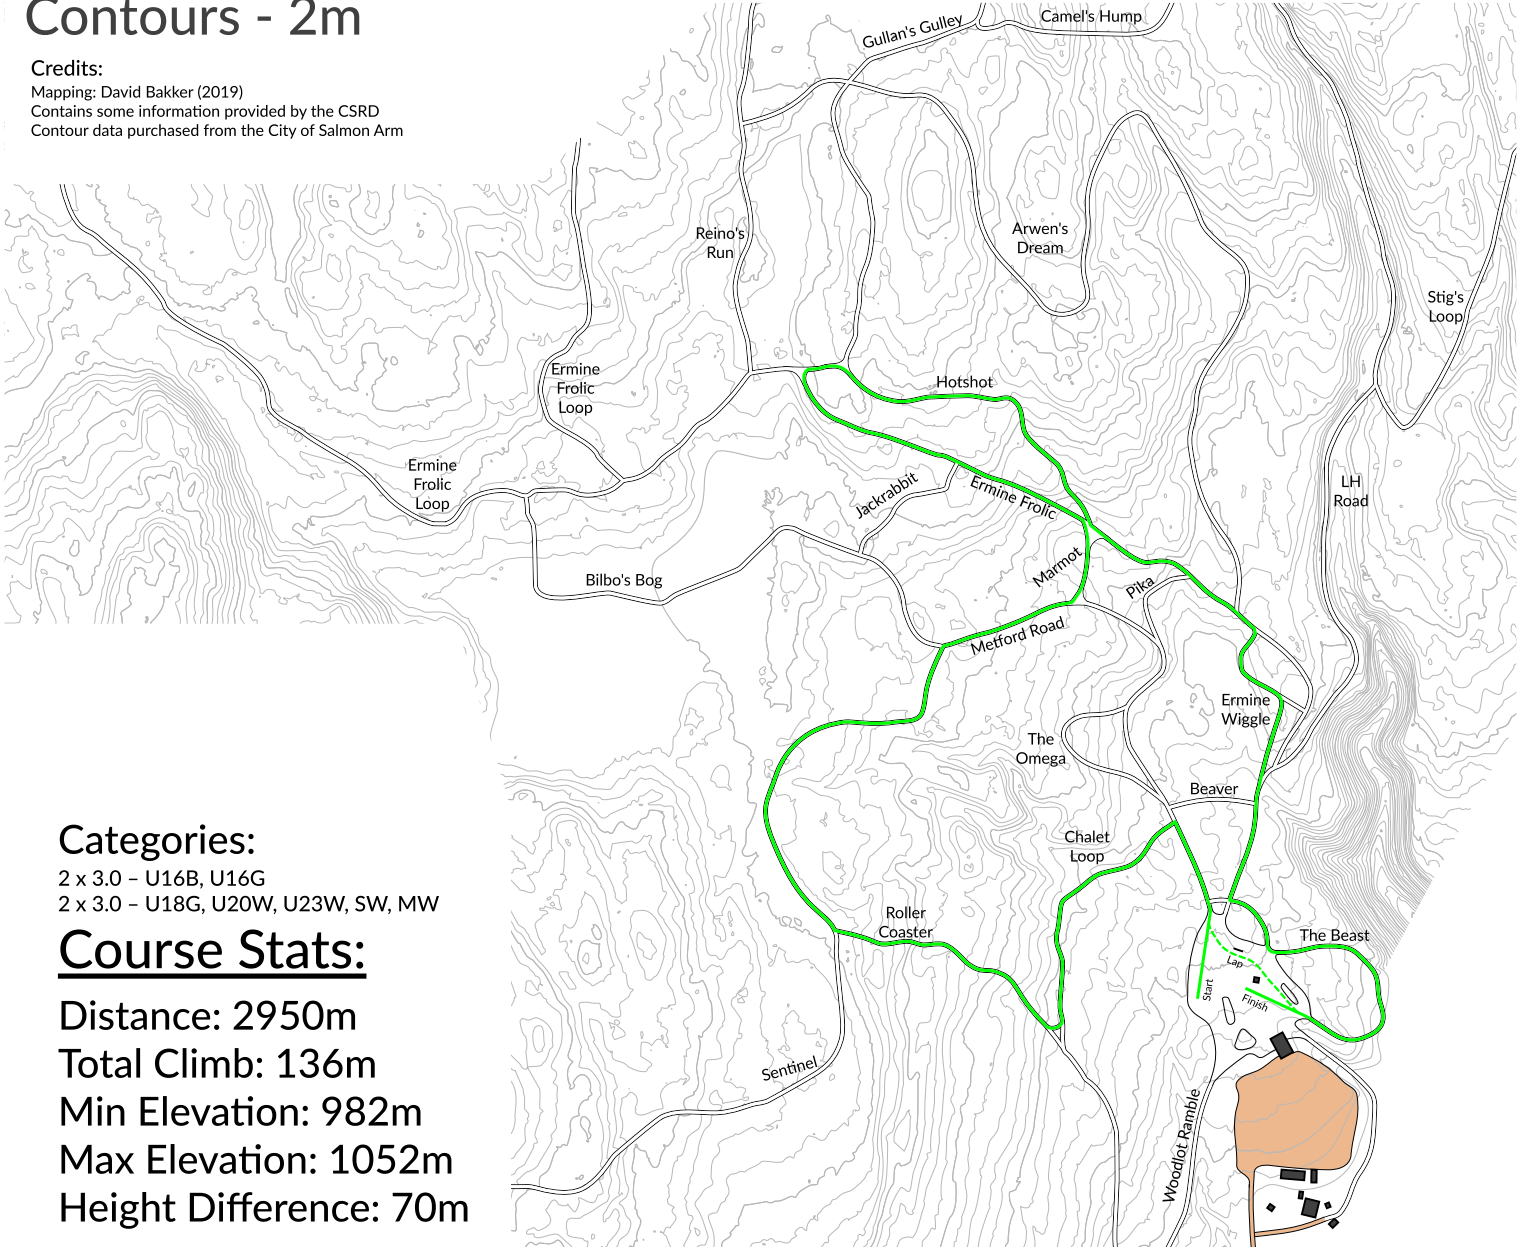 Contours - 2m
Credits:
Mapping: David Bakker (2019)
Contains some information provided by the CSRD
Contour data purchased from the City of Salmon Arm
Gullan's Gulley
Camel's Hump
Reino's
Run
Arwen's
Dream
Stig's
Loop
Ermine
Frolic
Loop
Hotshot
Ermine
Frolic
Loop
Jackrabbit
Ermine Frolic
LH
Road
Bilbo's Bog
Marmot
Pika
Metford Road
Ermine
Wiggle
The
Omega
Beaver
Chalet
Loop
Roller
Coaster
The Beast
Lap
Start
Finish
Sentinel
Woodlot Ramble
Categories:
2 x 3.0 – U16B, U16G
2 x 3.0 – U18G, U20W, U23W, SW, MW
Course Stats:
Distance: 2950m
Total Climb: 136m
Min Elevation: 982m
Max Elevation: 1052m
Height Difference: 70m